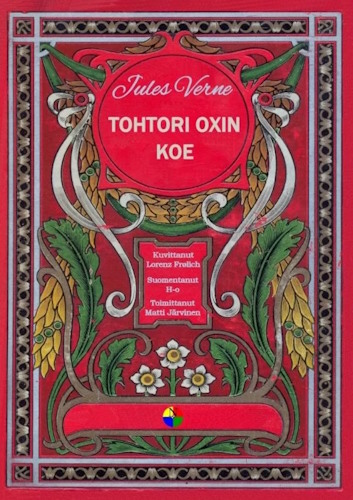 Jules Verne
TOHTORI OXIN
KOE
Kuvittanut
Lorenz Frølich
Suomentanut
H-o
Toimittanut
Matti Järvinen